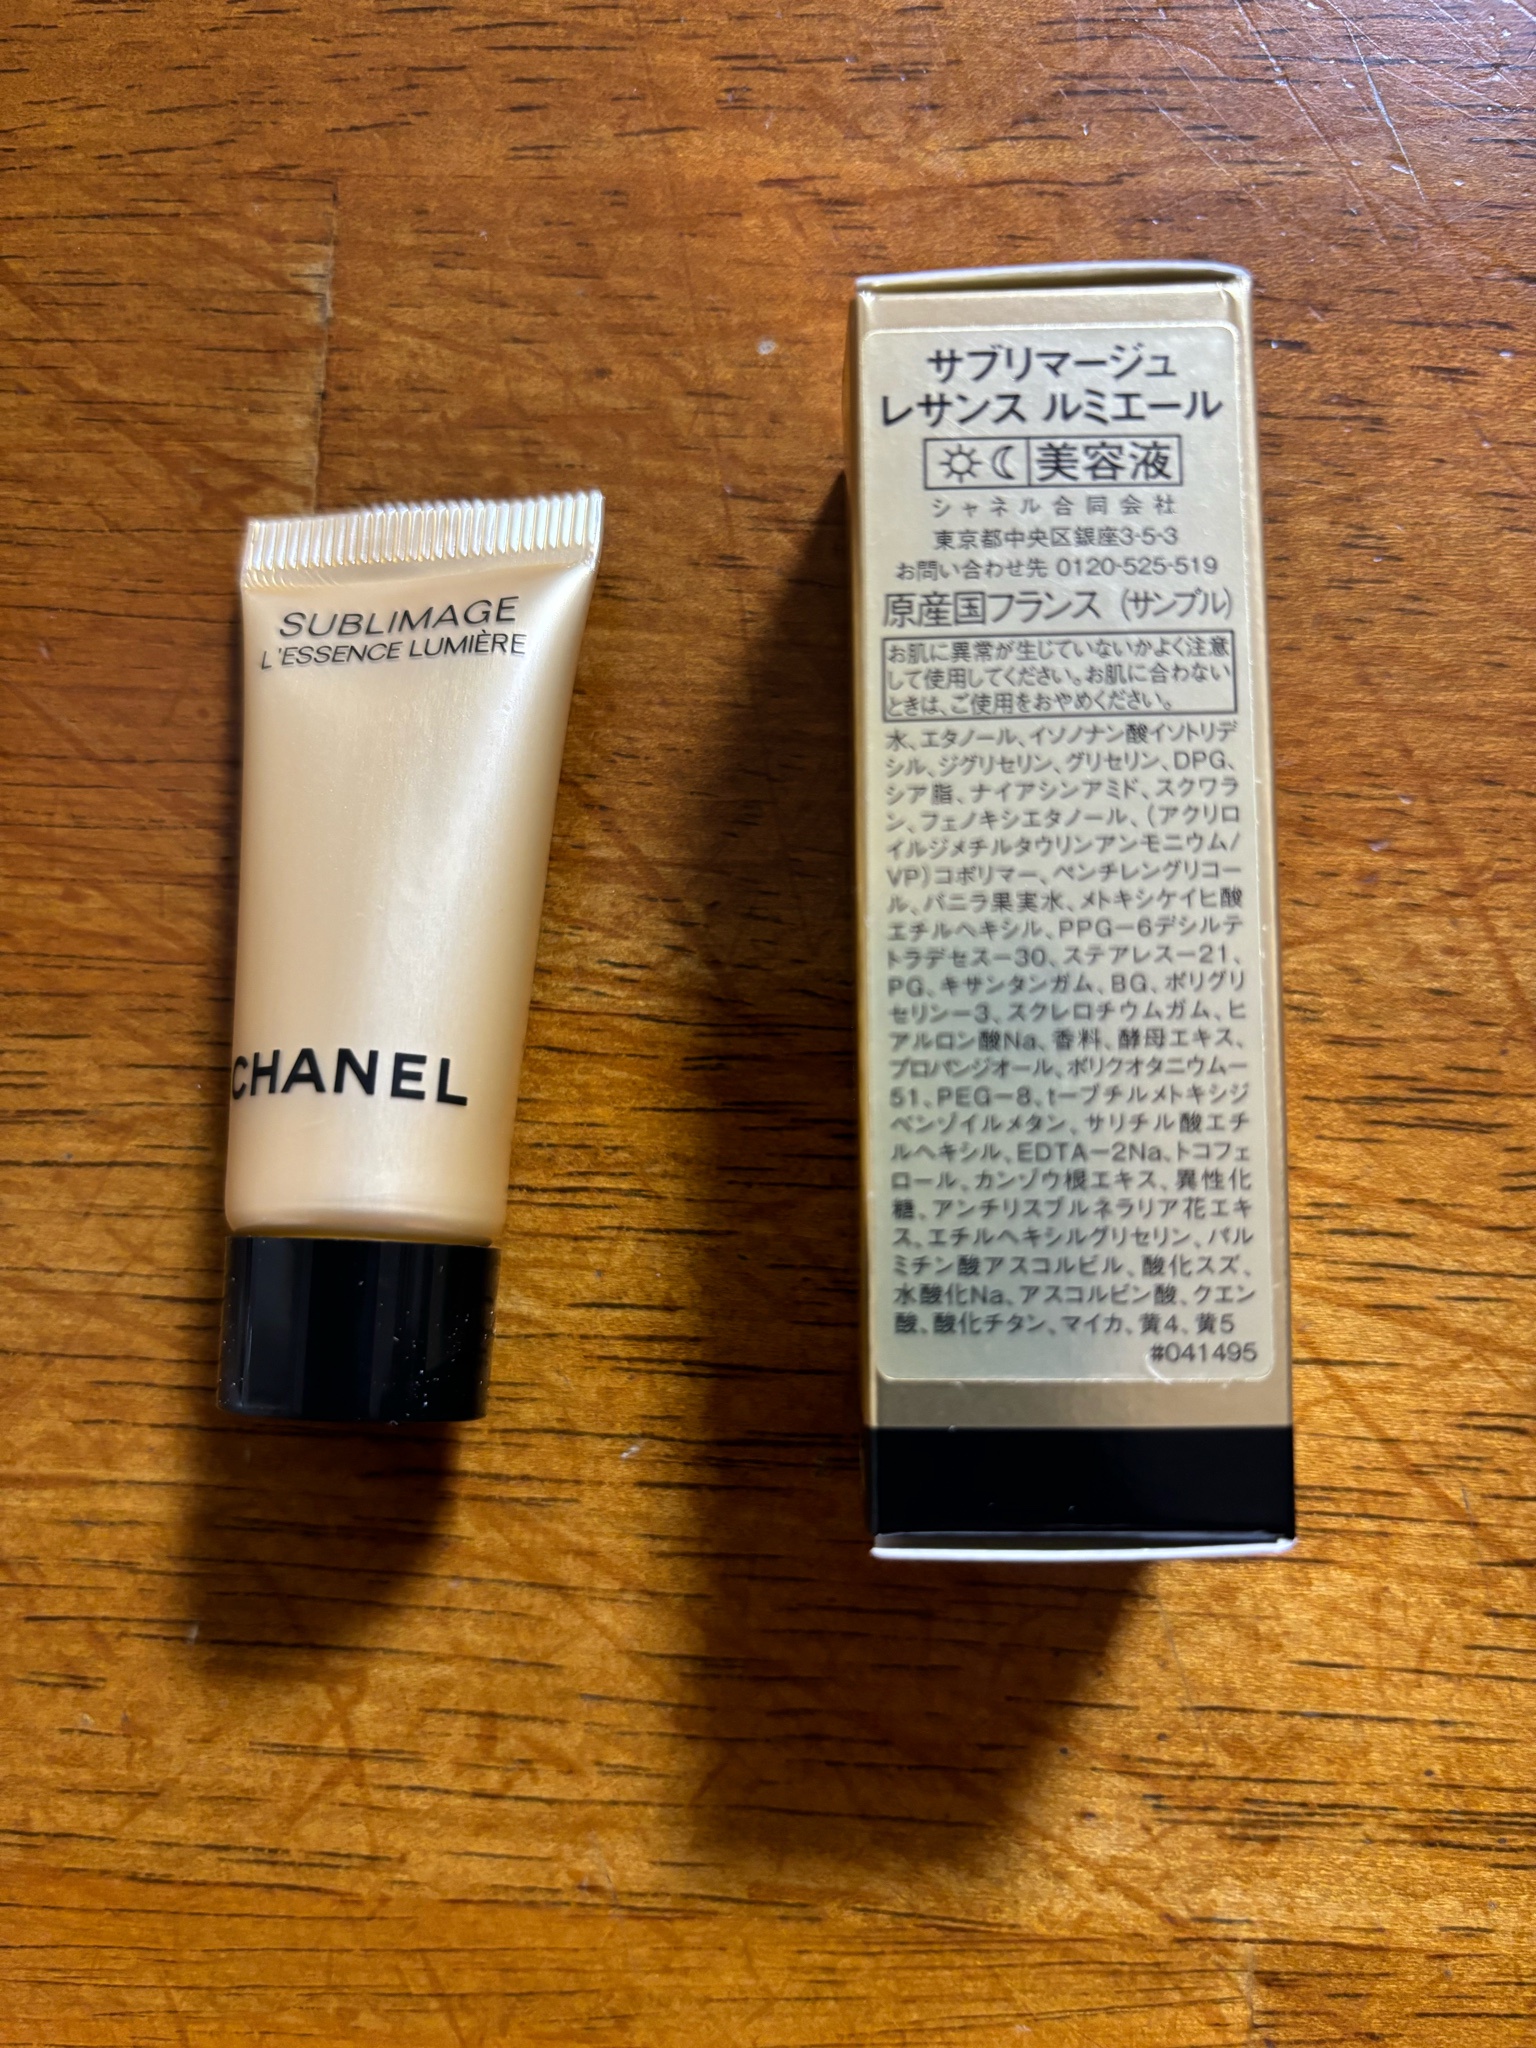 SUBLIMAGE
L'ESSENCE LUMIÈRE
CHANEL
サブリマージュ
レサンス ルミエール
美容液
シャネル合同会社
東京都中央区銀座3-5-3
お問い合わせ先 0120-525-519
原産国フランス (サンプル)
お肌に異常が生じていないかよく注意
して使用してください。お肌に合わない
ときは、ご使用をおやめください。
水、エタノール、イソノナン酸イソトリデ
シル、ジグリセリン、グリセリン、DPG、
シア脂、ナイアシンアミド、スクワラ
ン、フェノキシエタノール、(アクリロ
イルジメチルタウリンアンモニウム/
VP)コポリマー、ペンチレングリコー
ル、バニラ果実水、メトキシケイヒ酸
エチルヘキシル、PPG－6デシルテ
トラデセス－30、ステアレス－21、
PG、キサンタンガム、BG、ポリグリ
セリン－3、スクレロチウムガム、ヒ
アルロン酸Na、香料、酵母エキス、
プロパンジオール、ポリクオタニウム－
51、PEG－8、t－ブチルメトキシジ
ベンゾイルメタン、サリチル酸エチ
ルヘキシル、EDTA－2Na、トコフェ
ロール、カンゾウ根エキス、異性化
糖、アンチリスブルネラリア花エキ
ス、エチルヘキシルグリセリン、パル
ミチン酸アスコルビル、酸化スズ、
水酸化Na、アスコルビン酸、クエン
酸、酸化チタン、マイカ、黄4、黄5
#041495